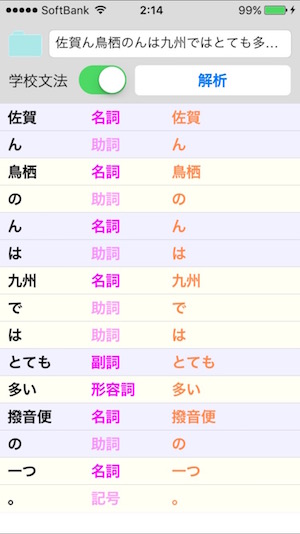 SoftBank 2:14 99%
佐賀ん鳥栖のんは九州ではとても多...
学校文法 解析
佐賀 名詞 佐賀
ん 助詞 ん
鳥栖 名詞 鳥栖
の 助詞 の
ん 名詞 ん
は 助詞 は
九州 名詞 九州
で 助詞 で
は 助詞 は
とても 副詞 とても
多い 形容詞 多い
撥音便 名詞 撥音便
の 助詞 の
一つ 名詞 一つ
。 記号 。